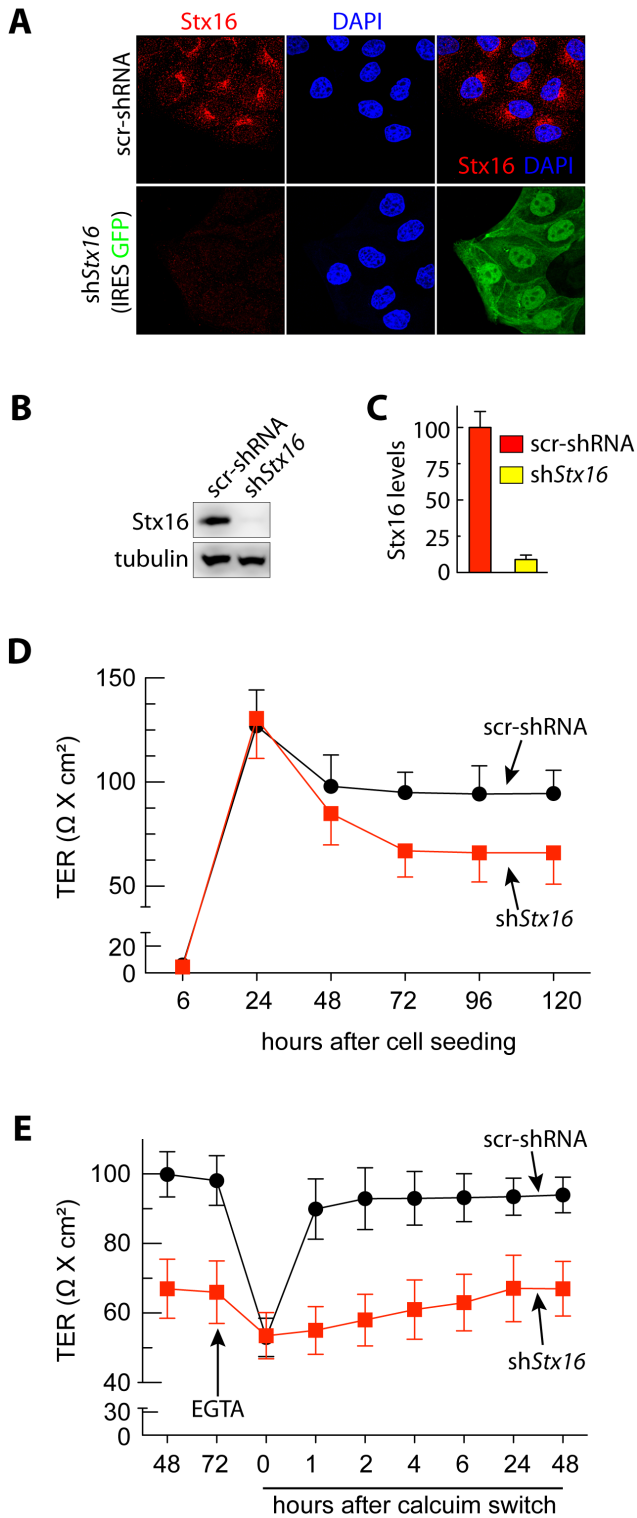 A
Stx16
DAPI
scr-shRNA
Stx16 DAPI
shStx16
(IRES GFP)
B
scr-shRNA
shStx16
Stx16
tubulin
C
Stx16 levels
100
75
50
25
0
scr-shRNA
shStx16
D
TER (Ω X cm²)
150
100
50
20
0
scr-shRNA
shStx16
6 24 48 72 96 120
hours after cell seeding
E
TER (Ω X cm²)
100
80
60
40
30
0
scr-shRNA
shStx16
EGTA
48 72 0 1 2 4 6 24 48
hours after calcuim switch